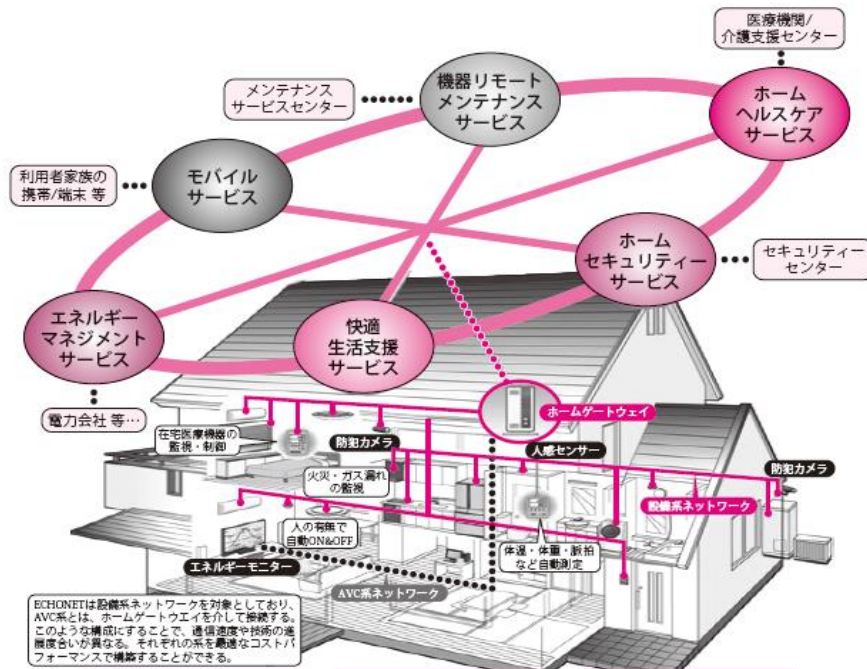 医療機関/
介護支援センター
メンテナンス
サービスセンター
機器リモート
メンテナンス
サービス
ホーム
ヘルスケア
サービス
利用者家族の
携帯/端末 等
モバイル
サービス
ホーム
セキュリティー
サービス
セキュリティー
センター
エネルギー
マネジメント
サービス
快適
生活支援
サービス
電力会社 等…
ホームゲートウェイ
在宅医療機器の
監視・制御
防犯カメラ
人感センサー
防犯カメラ
火災・ガス漏れ
の監視
設備系ネットワーク
人の有無で
自動ON&OFF
体温・体重・脈拍
など自動測定
エネルギーモニター
AVC系ネットワーク
ECHONETは設備系ネットワークを対象としており、
AVC系とは、ホームゲートウエイを介して接続する。
このような構成にすることで、通信速度や技術の進
展度合いが異なる。それぞれの系を最適なコストパ
フォーマンスで構築することができる。